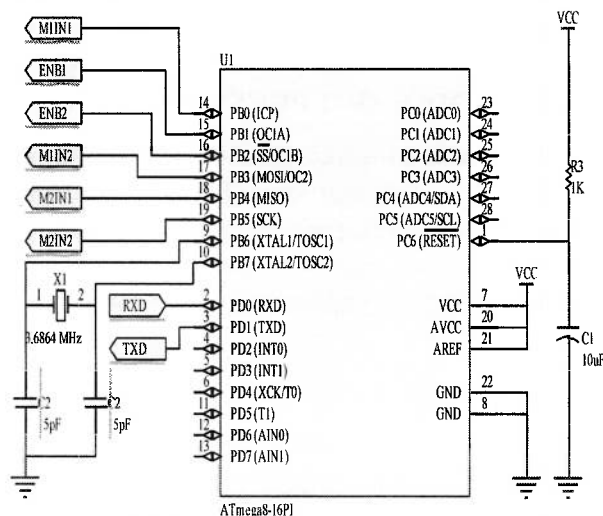 VCC
M1IN1
ENB1
ENB2
M1IN2
M2IN1
M2IN2
U1
14 PB0 (ICP)
15 PB1 (OC1A)
16 PB2 (SS/OC1B)
17 PB3 (MOSI/OC2)
18 PB4 (MISO)
19 PB5 (SCK)
9 PB6 (XTAL1/TOSC1)
10 PB7 (XTAL2/TOSC2)
2 PD0 (RXD)
3 PD1 (TXD)
4 PD2 (INT0)
5 PD3 (INT1)
6 PD4 (XCK/T0)
11 PD5 (T1)
12 PD6 (AIN0)
13 PD7 (AIN1)
PC0 (ADC0) 23
PC1 (ADC1) 24
PC2 (ADC2) 25
PC3 (ADC3) 26
PC4 (ADC4/SDA) 27
PC5 (ADC5/SCL) 28
PC6 (RESET) 1
VCC 7
AVCC 20
AREF 21
GND 22
GND 8
ATmega8-16PI
R3
1K
VCC
C1
10uF
X1
1 2
3.6864 MHz
RXD
TXD
C2
5pF
C2
5pF